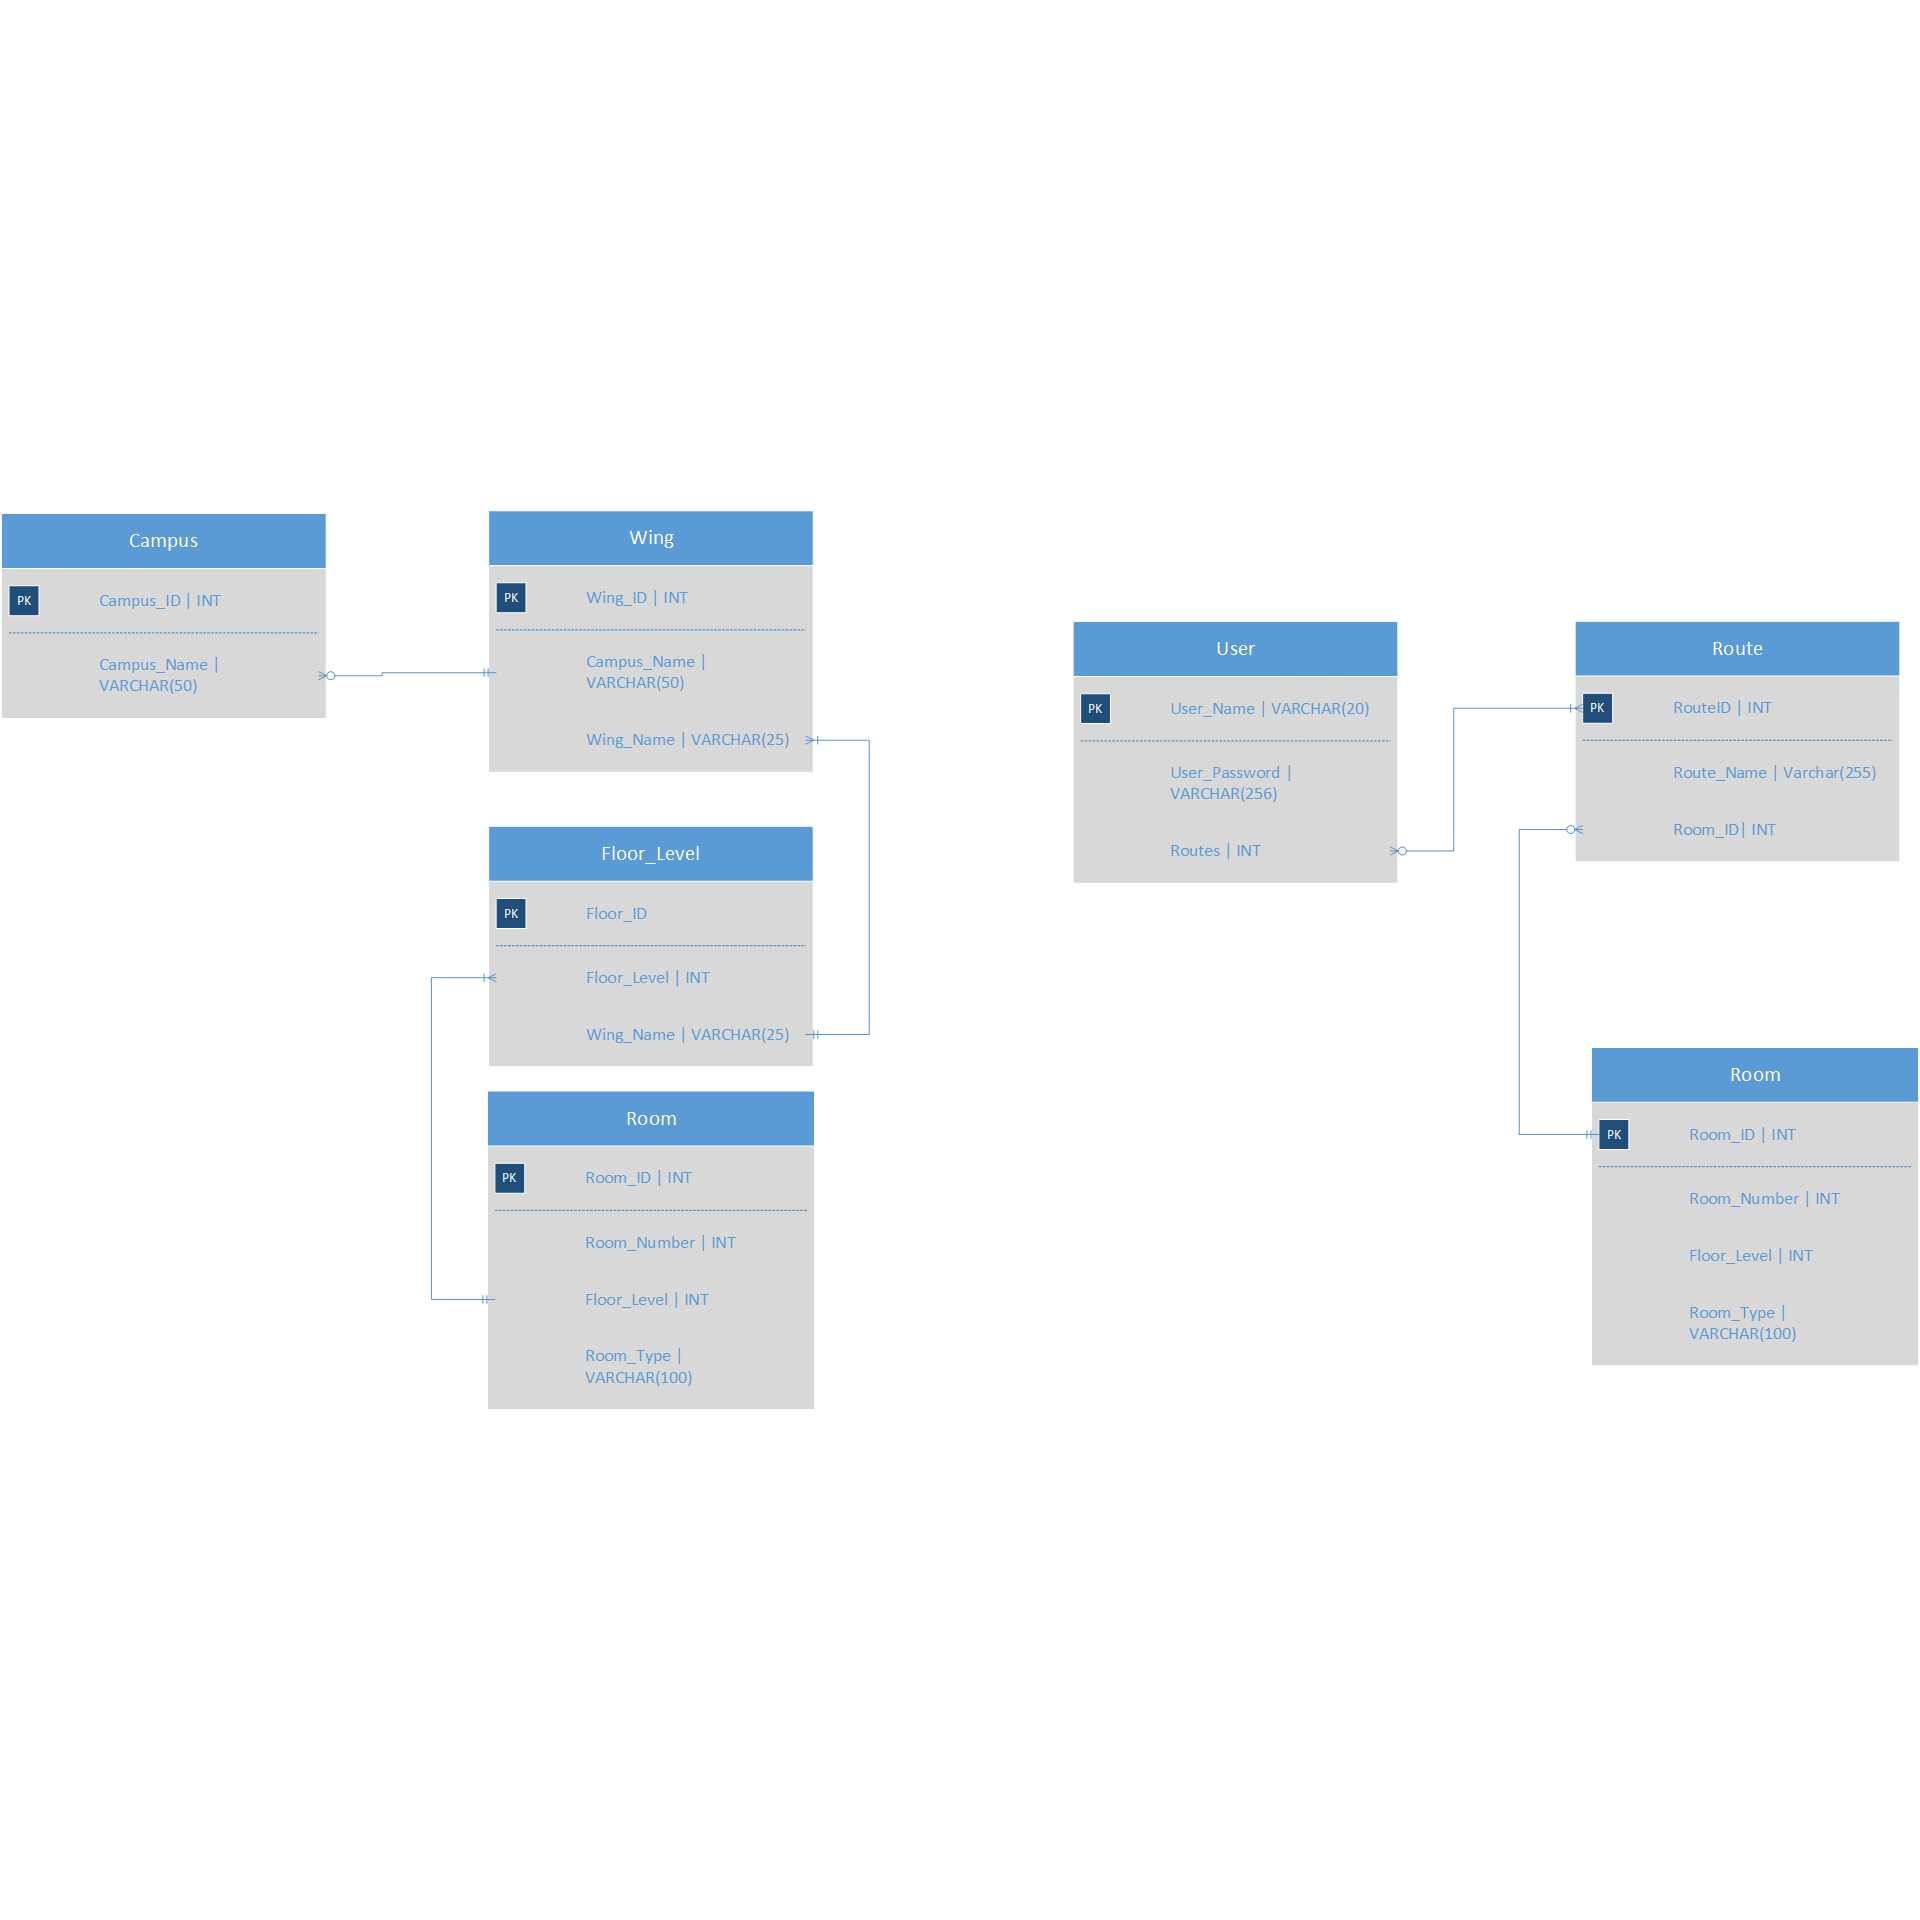 Campus
PK
Campus_ID | INT
Campus_Name |
VARCHAR(50)
Wing
PK
Wing_ID | INT
Campus_Name |
VARCHAR(50)
Wing_Name | VARCHAR(25)
Floor_Level
PK
Floor_ID
Floor_Level | INT
Wing_Name | VARCHAR(25)
Room
PK
Room_ID | INT
Room_Number | INT
Floor_Level | INT
Room_Type |
VARCHAR(100)
User
PK
User_Name | VARCHAR(20)
User_Password |
VARCHAR(256)
Routes | INT
Route
PK
RouteID | INT
Route_Name | Varchar(255)
Room_ID| INT
Room
PK
Room_ID | INT
Room_Number | INT
Floor_Level | INT
Room_Type |
VARCHAR(100)